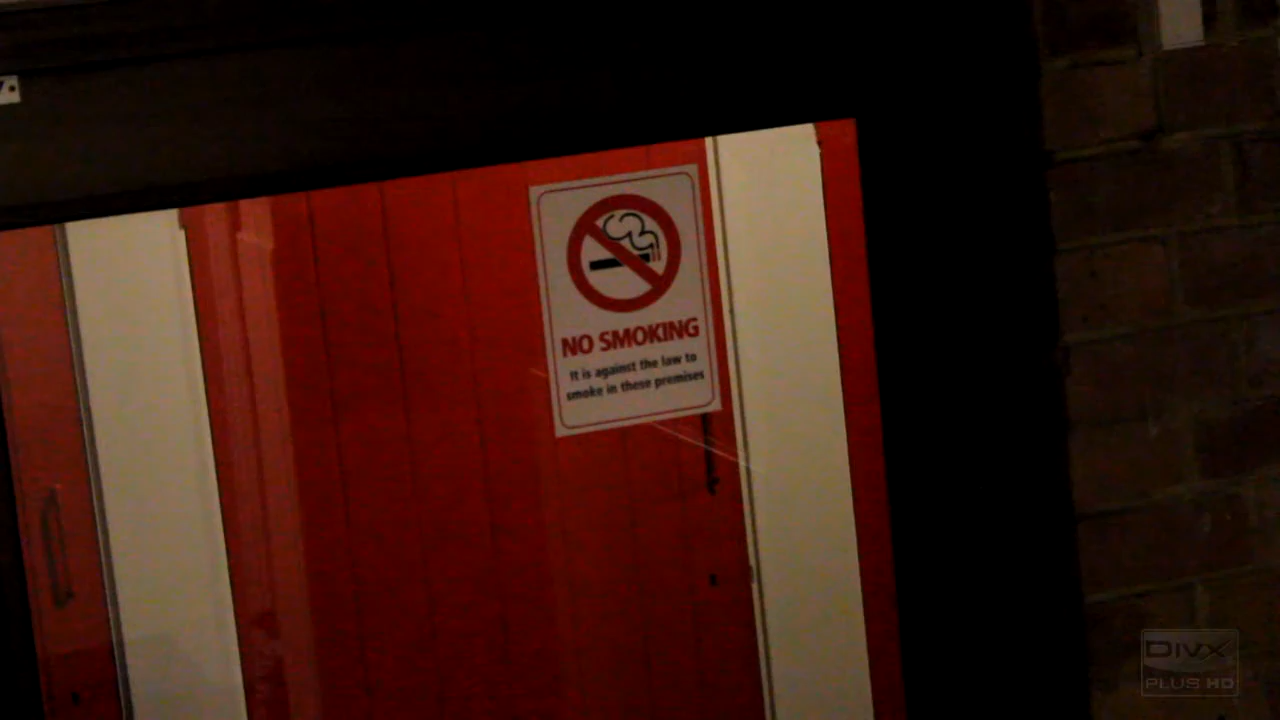 NO SMOKING
It is against the law to
smoke in these premises
DIVX
PLUS HD